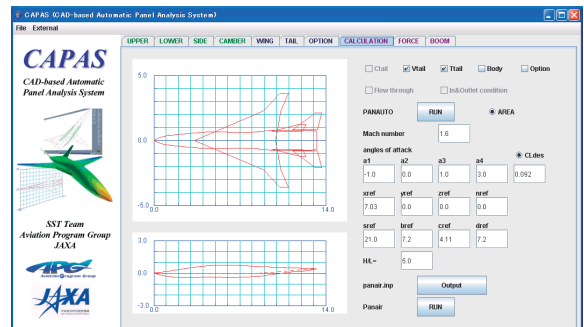 CAPAS (CAD-based Automatic Panel Analysis System)
File External
UPPER LOWER SIDE CAMBER WING TAIL OPTION CALCULATION FORCE BOOM
CAPAS
CAD-based Automatic
Panel Analysis System
SST Team
Aviation Program Group
JAXA
APG
Aviation Program Group
JAXA
5.0
0.0
-5.0
0.0 14.0
3.0
0.0
-3.0
0.0 14.0
Ctail Vtail Ttail Body Option
Flow through In&Outlet condition
PANAUTO RUN AREA
Mach number 1.6
angles of attack
a1 a2 a3 a4 CLdes
-1.0 0.0 1.0 3.0 0.092
xref yref zref nref
7.03 0.0 0.0 0.0
sref bref cref dref
21.0 7.2 4.11 7.2
H/L= 5.0
panair.inp Output
Panair RUN